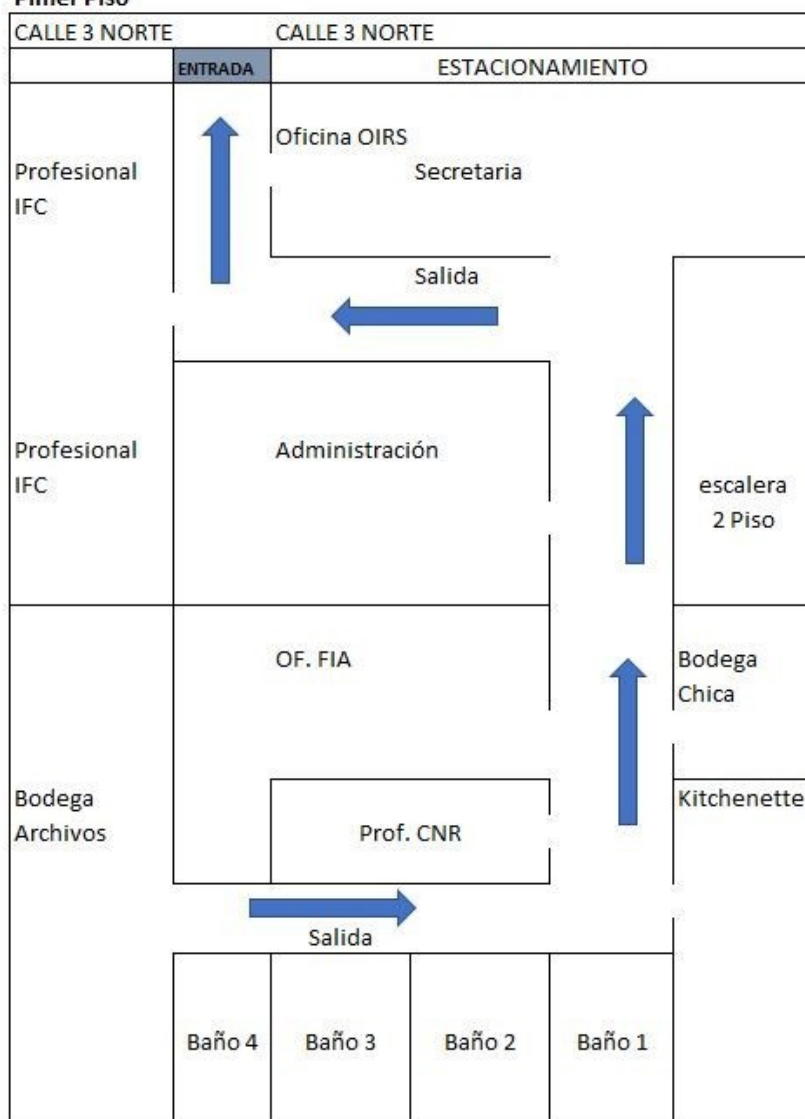 Pimer Piso
CALLE 3 NORTE
CALLE 3 NORTE
ENTRADA
ESTACIONAMIENTO
Oficina OIRS
Profesional
IFC
Secretaria
Salida
Profesional
IFC
Administración
escalera
2 Piso
OF. FIA
Bodega
Chica
Bodega
Archivos
Prof. CNR
Kitchenette
Salida
Baño 4
Baño 3
Baño 2
Baño 1